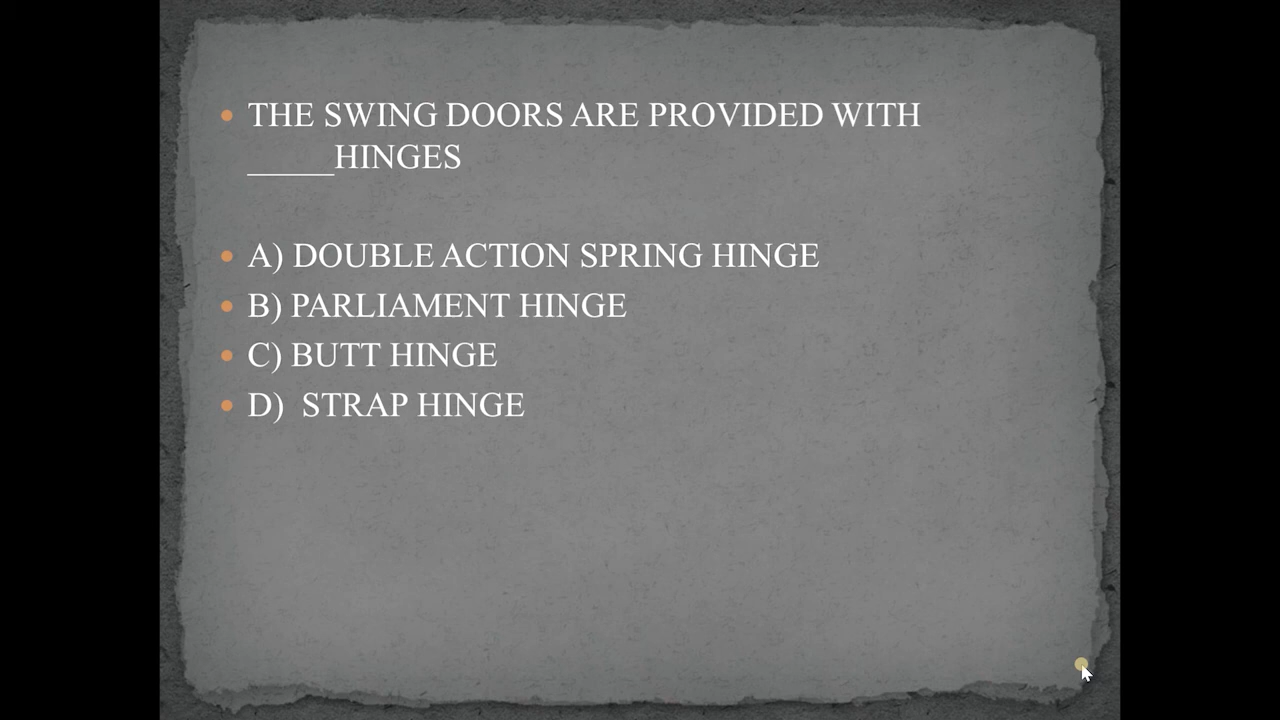 THE SWING DOORS ARE PROVIDED WITH
_____HINGES
A) DOUBLE ACTION SPRING HINGE
B) PARLIAMENT HINGE
C) BUTT HINGE
D) STRAP HINGE